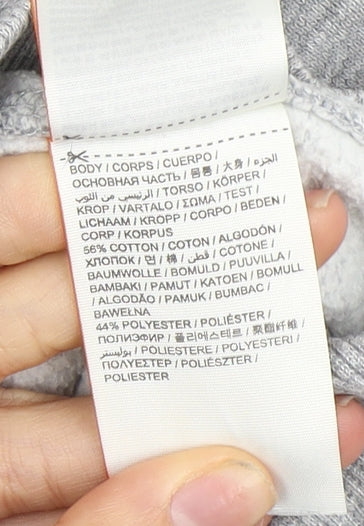 BODY / CORPS / CUERPO /
ОСНОВНАЯ ЧАСТЬ / 몸통 / 大身 / الجزء
الرئيسي من الثوب / TORSO / KÖRPER /
KROP / VARTALO / ΣΩΜΑ / TEST /
LICHAAM / KROPP / CORPO / BEDEN /
CORP / KORPUS
56% COTTON / COTON / ALGODÓN /
ХЛОПОК / 면 / 棉 / قطن / COTONE /
BAUMWOLLE / BOMULD / PUUVILLA /
ΒΑΜΒΑΚΙ / PAMUT / KATOEN / BOMULL
/ ALGODÃO / PAMUK / BUMBAC /
BAWEŁNA
44% POLYESTER / POLIÉSTER /
ПОЛИЭФИР / 폴리에스테르 / 聚酯纤维 /
بوليستر / POLIESTERE / POLYESTERI /
ΠΟΛΥΕΣΤΕΡ / POLIÉSZTER /
POLIESTER